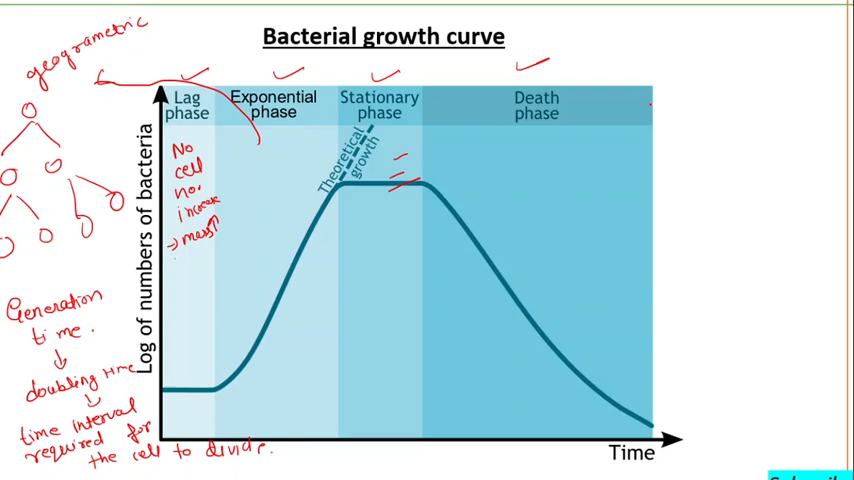 Bacterial growth curve
geogrametric
Lag
phase
Exponential
phase
Stationary
phase
Death
phase
Theoretical
growth
No
cell
no.
increase
→ mass↑
Log of numbers of bacteria
Generation
time.
doubling time
time interval
required for
the cell to divide.
Time